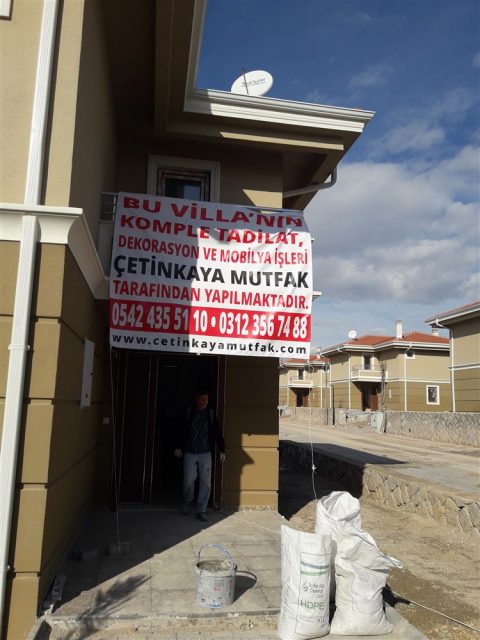 BU VİLLA'NIN
KOMPLE TADİLAT,
DEKORASYON VE MOBİLYA İŞLERİ
ÇETİNKAYA MUTFAK
TARAFINDAN YAPILMAKTADIR.
0542 435 51 10 • 0312 356 74 88
www.cetinkayamutfak.com
HDPE